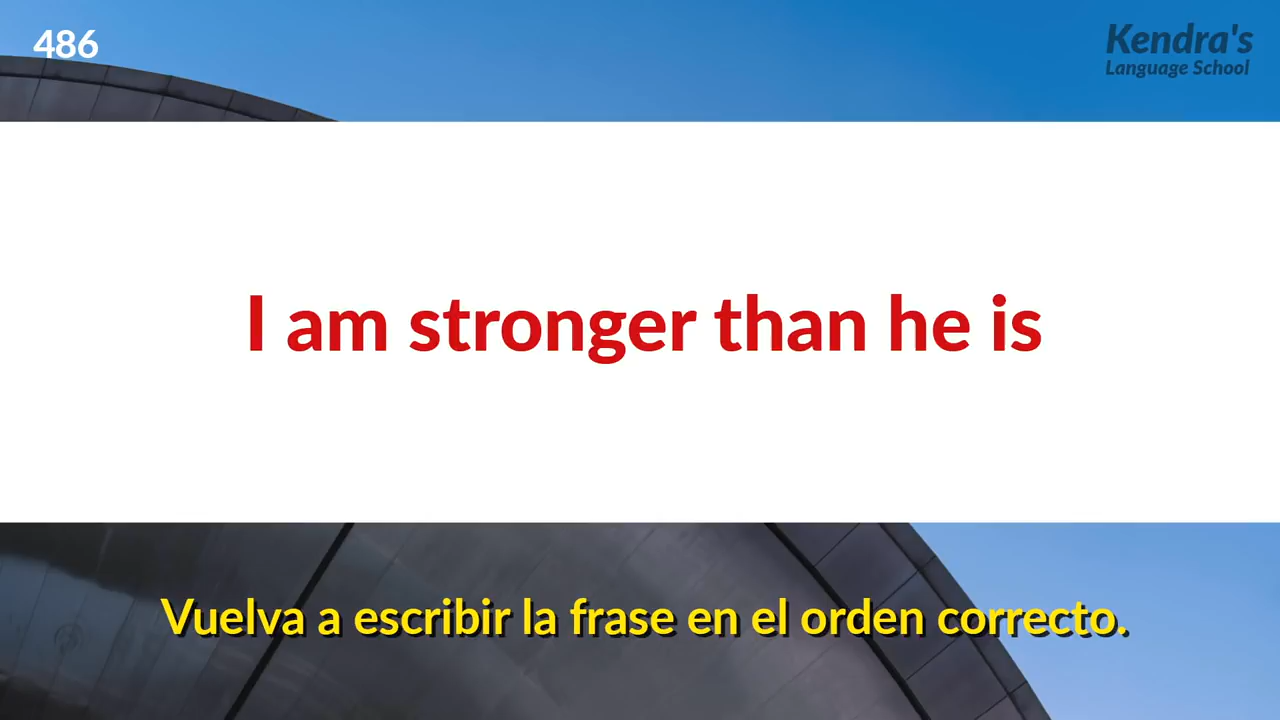 486
Kendra's
Language School
I am stronger than he is
Vuelva a escribir la frase en el orden correcto.